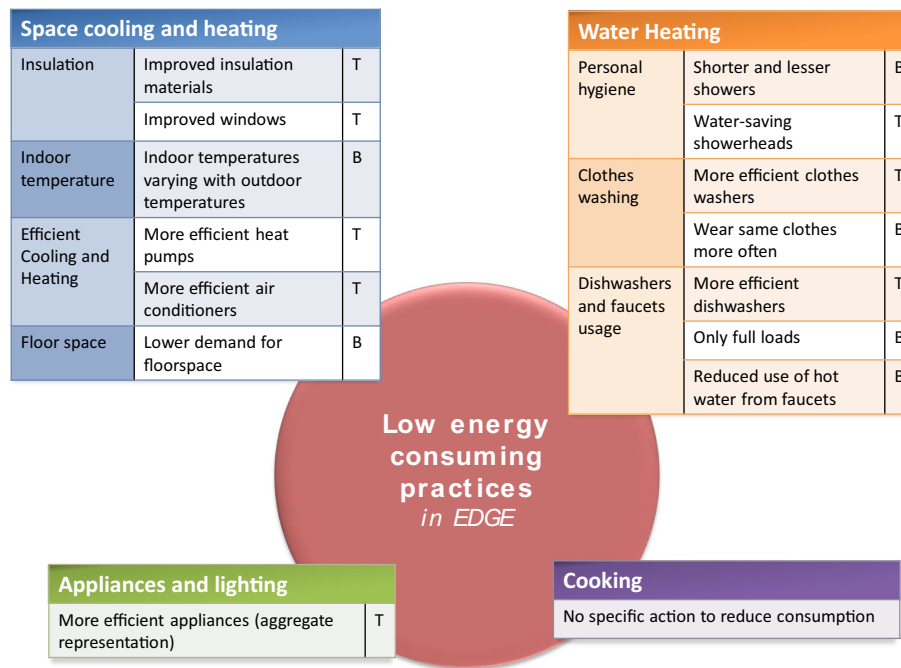 Space cooling and heating
Insulation
Improved insulation
materials
T
Improved windows
T
Indoor
temperature
Indoor temperatures
varying with outdoor
temperatures
B
Efficient
Cooling and
Heating
More efficient heat
pumps
T
More efficient air
conditioners
T
Floor space
Lower demand for
floorspace
B
Water Heating
Personal
hygiene
Shorter and lesser
showers
B
Water-saving
showerheads
T
Clothes
washing
More efficient clothes
washers
T
Wear same clothes
more often
B
Dishwashers
and faucets
usage
More efficient
dishwashers
T
Only full loads
B
Reduced use of hot
water from faucets
B
Low energy
consuming
practices
in EDGE
Appliances and lighting
More efficient appliances (aggregate
representation)
T
Cooking
No specific action to reduce consumption